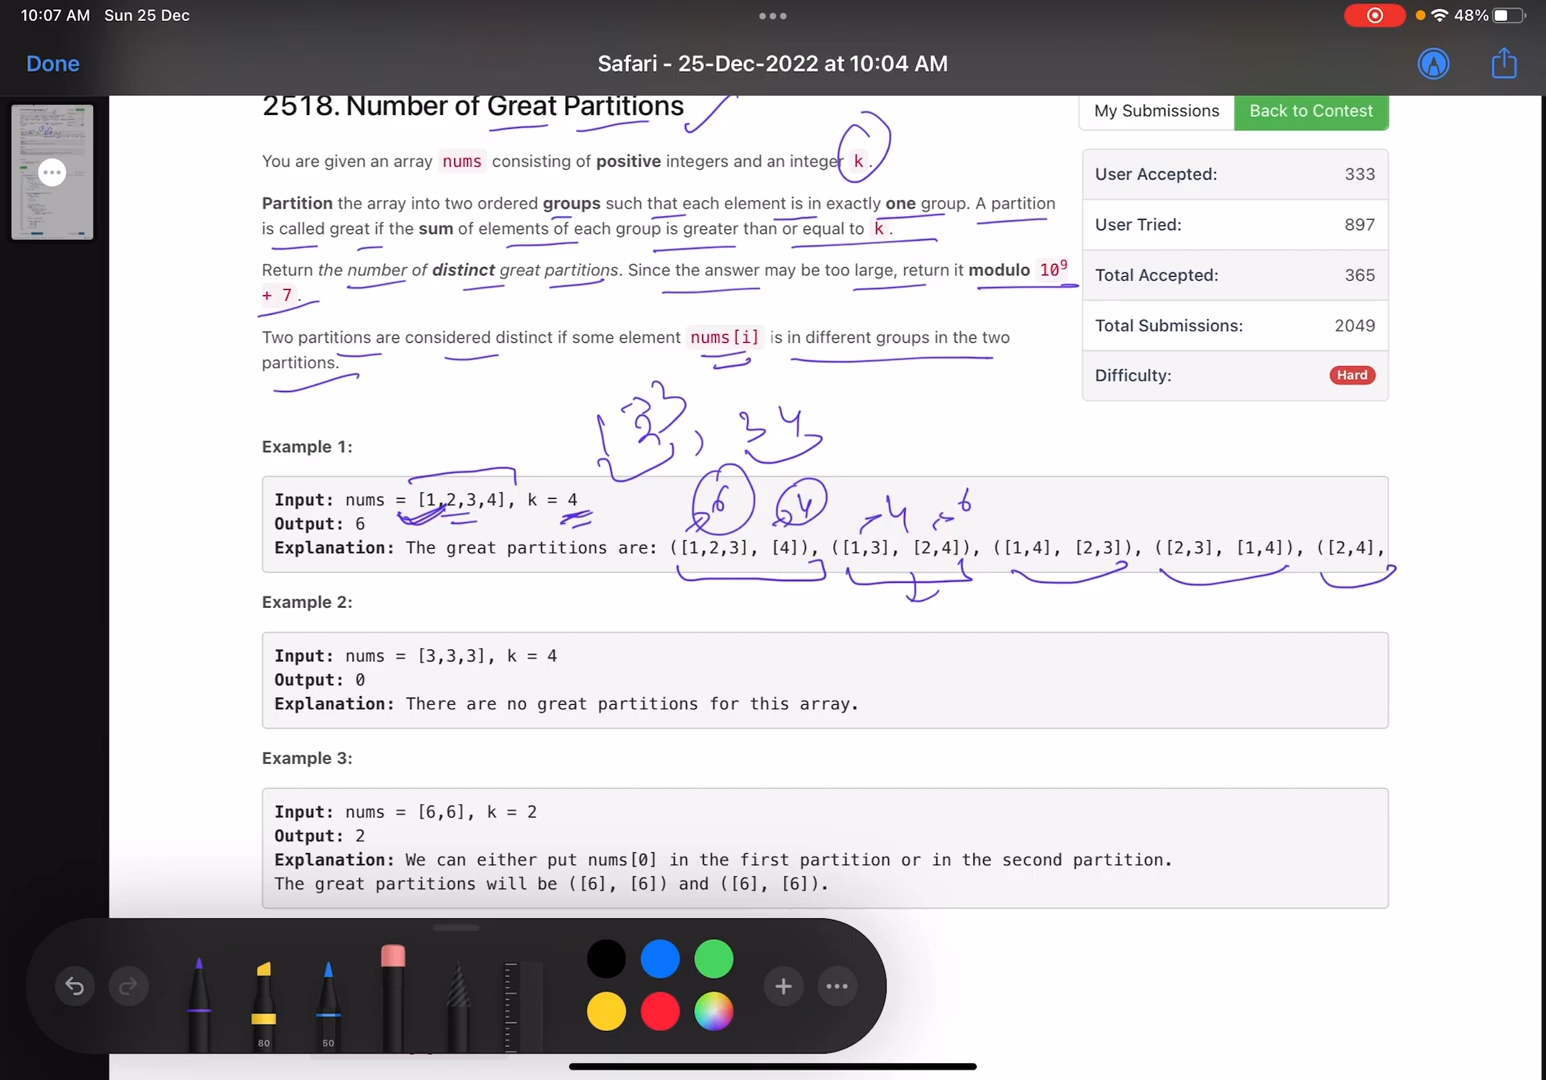 10:07 AM Sun 25 Dec
48%
Done
Safari - 25-Dec-2022 at 10:04 AM
2518. Number of Great Partitions
My Submissions
Back to Contest
You are given an array nums consisting of positive integers and an integer k.
Partition the array into two ordered groups such that each element is in exactly one group. A partition
is called great if the sum of elements of each group is greater than or equal to k.
Return the number of distinct great partitions. Since the answer may be too large, return it modulo 10⁹
+ 7.
Two partitions are considered distinct if some element nums[i] is in different groups in the two
partitions.
User Accepted: 333
User Tried: 897
Total Accepted: 365
Total Submissions: 2049
Difficulty: Hard
3 4
Example 1:
6 4 4 6
Input: nums = [1,2,3,4], k = 4
Output: 6
Explanation: The great partitions are: ([1,2,3], [4]), ([1,3], [2,4]), ([1,4], [2,3]), ([2,3], [1,4]), ([2,4],
Example 2:
Input: nums = [3,3,3], k = 4
Output: 0
Explanation: There are no great partitions for this array.
Example 3:
Input: nums = [6,6], k = 2
Output: 2
Explanation: We can either put nums[0] in the first partition or in the second partition.
The great partitions will be ([6], [6]) and ([6], [6]).
80
50